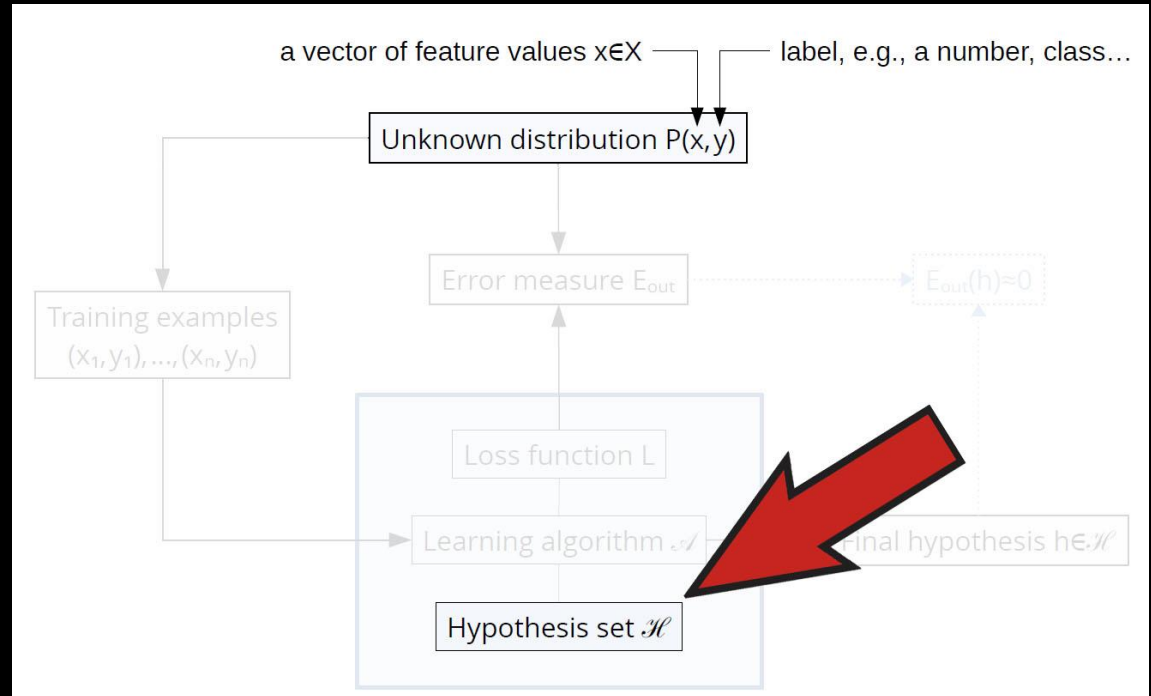 a vector of feature values x∈X
label, e.g., a number, class…
Unknown distribution P(x,y)
Error measure Eₒᵤₜ
Eₒᵤₜ(h)≈0
Training examples
(x₁,y₁),…,(xₙ,yₙ)
Loss function L
Learning algorithm 𝒜
Final hypothesis h∈ℋ
Hypothesis set ℋ